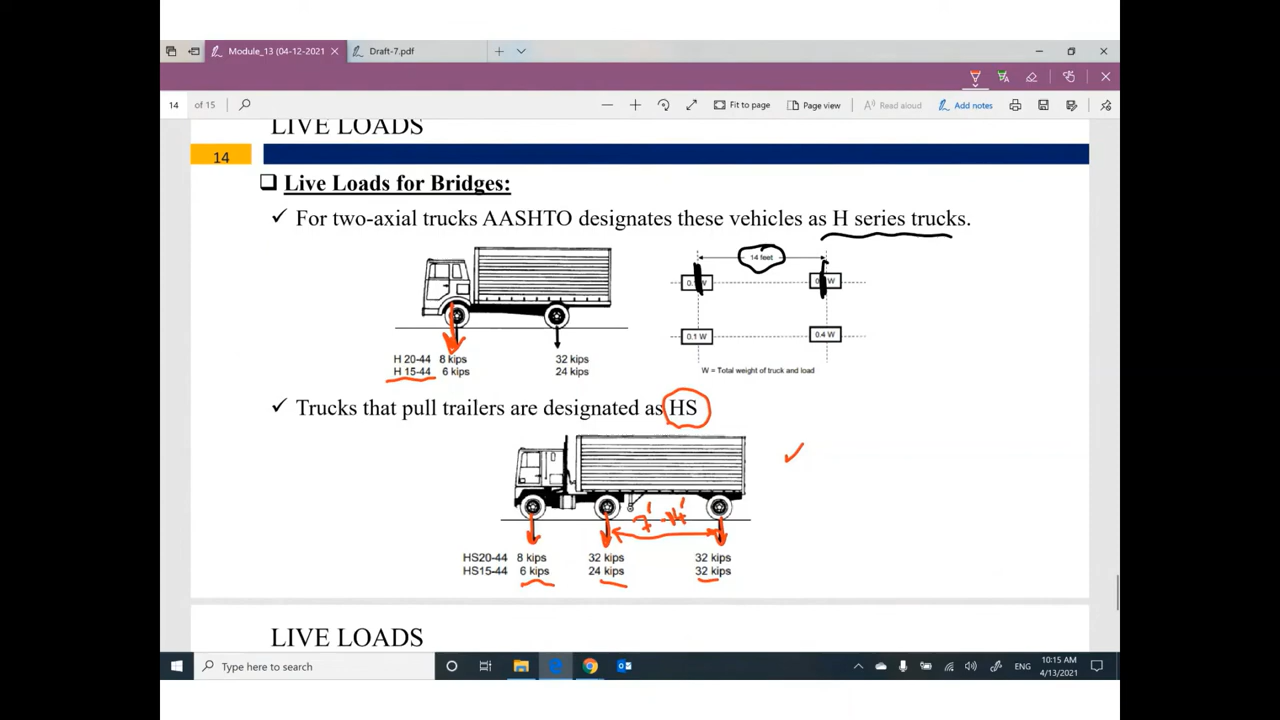 Module_13 (04-12-2021
Draft-7.pdf
14 of 15
Fit to page
Page view
Read aloud
Add notes
LIVE LOADS
14
Live Loads for Bridges:
✓ For two-axial trucks AASHTO designates these vehicles as H series trucks.
14 feet
W
W
0.1 W
0.4 W
W = Total weight of truck and load
H 20-44 8 kips 32 kips
H 15-44 6 kips 24 kips
✓ Trucks that pull trailers are designated as HS
7'-14'
HS20-44 8 kips 32 kips 32 kips
HS15-44 6 kips 24 kips 32 kips
LIVE LOADS
Type here to search
ENG
10:15 AM
4/13/2021